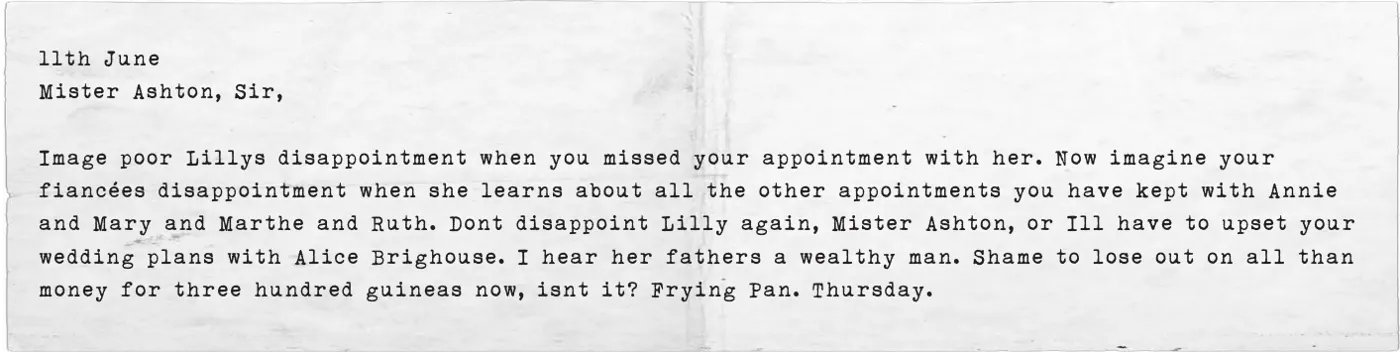 11th June
Mister Ashton, Sir,
Image poor Lillys disappointment when you missed your appointment with her. Now imagine your
fiancées disappointment when she learns about all the other appointments you have kept with Annie
and Mary and Marthe and Ruth. Dont disappoint Lilly again, Mister Ashton, or Ill have to upset your
wedding plans with Alice Brighouse. I hear her fathers a wealthy man. Shame to lose out on all than
money for three hundred guineas now, isnt it? Frying Pan. Thursday.